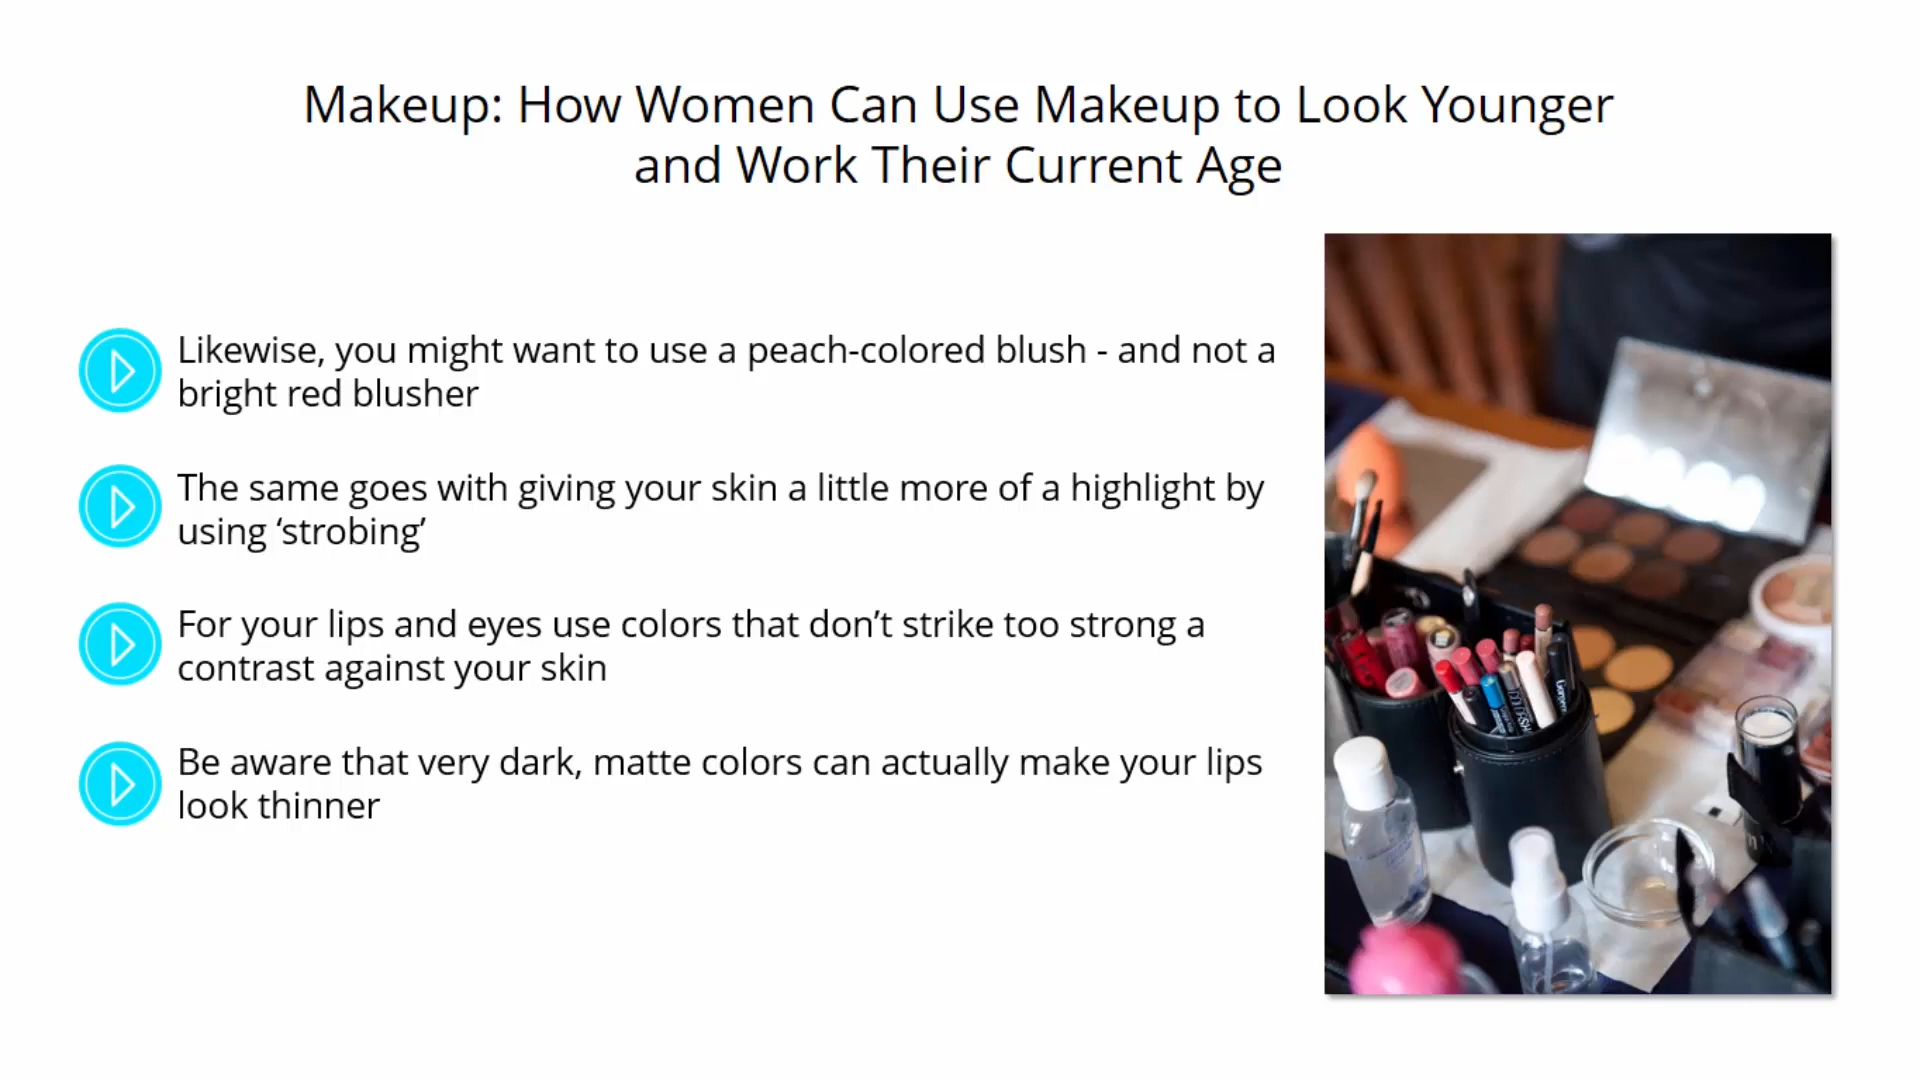 Makeup: How Women Can Use Makeup to Look Younger
and Work Their Current Age
Likewise, you might want to use a peach-colored blush - and not a
bright red blusher
The same goes with giving your skin a little more of a highlight by
using ‘strobing’
For your lips and eyes use colors that don’t strike too strong a
contrast against your skin
Be aware that very dark, matte colors can actually make your lips
look thinner